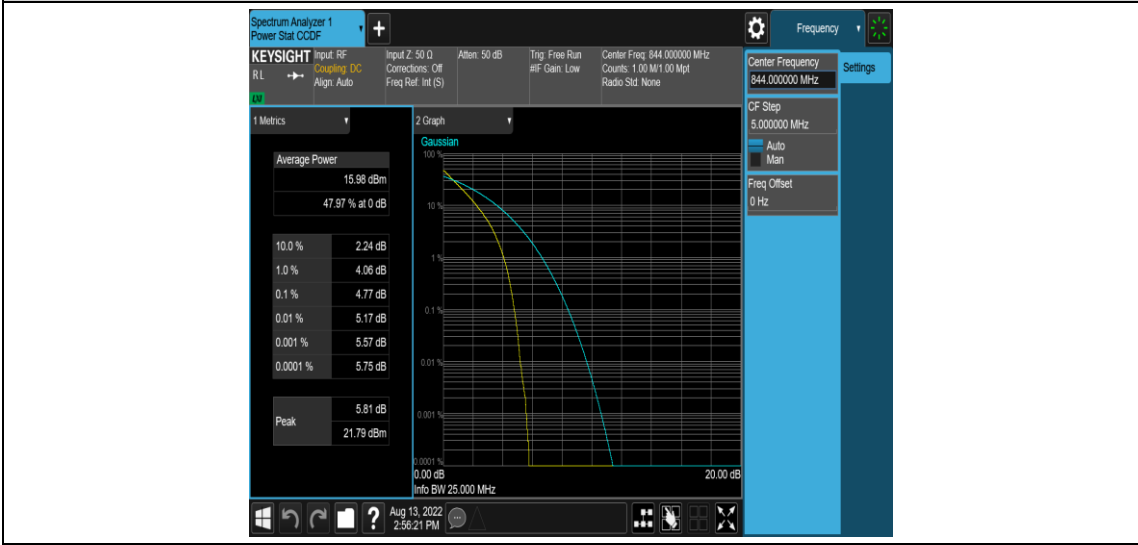 Spectrum Analyzer 1
Power Stat CCDF
+
Frequency
KEYSIGHT
RL
LXI
Input: RF
Coupling: DC
Align: Auto
Input Z: 50 Ω
Corrections: Off
Freq Ref: Int (S)
Atten: 50 dB
Trig: Free Run
#IF Gain: Low
Center Freq: 844.000000 MHz
Counts: 1.00 M/1.00 Mpt
Radio Std: None
Center Frequency
844.000000 MHz
Settings
CF Step
5.000000 MHz
Auto
Man
Freq Offset
0 Hz
1 Metrics
Average Power
15.98 dBm
47.97 % at 0 dB
10.0 % 2.24 dB
1.0 % 4.06 dB
0.1 % 4.77 dB
0.01 % 5.17 dB
0.001 % 5.57 dB
0.0001 % 5.75 dB
Peak
5.81 dB
21.79 dBm
2 Graph
Gaussian
100 %
10 %
1 %
0.1 %
0.01 %
0.001 %
0.0001 %
0.00 dB 20.00 dB
Info BW 25.000 MHz
?
Aug 13, 2022
2:56:21 PM